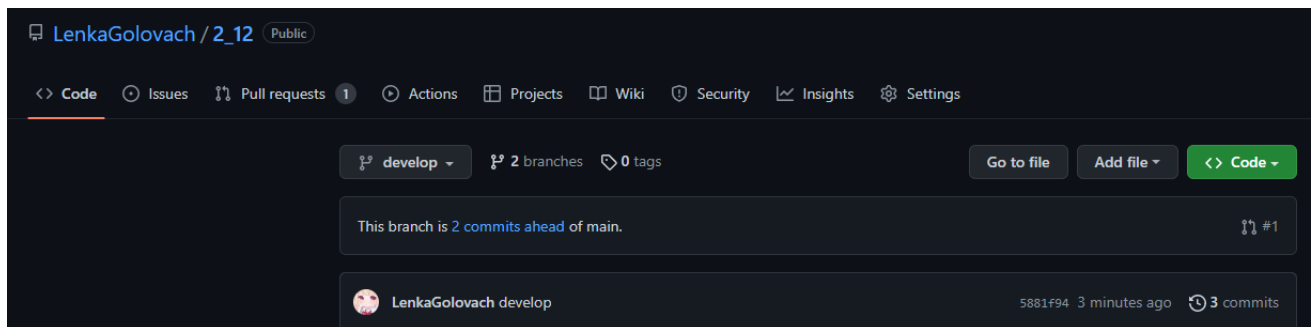 LenkaGolovach / 2_12 Public
<> Code Issues Pull requests 1 Actions Projects Wiki Security Insights Settings
develop 2 branches 0 tags Go to file Add file <> Code
This branch is 2 commits ahead of main. #1
LenkaGolovach develop 5881f94 3 minutes ago 3 commits